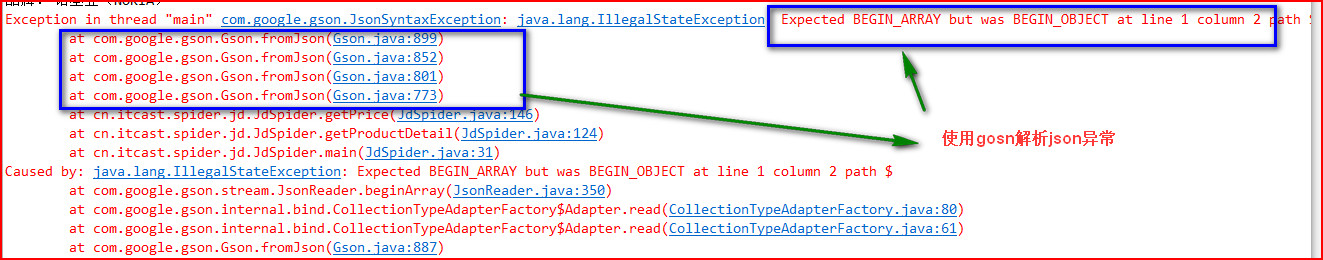 Exception in thread "main" com.google.gson.JsonSyntaxException: java.lang.IllegalStateException: Expected BEGIN_ARRAY but was BEGIN_OBJECT at line 1 column 2 path $
at com.google.gson.Gson.fromJson(Gson.java:899)
at com.google.gson.Gson.fromJson(Gson.java:852)
at com.google.gson.Gson.fromJson(Gson.java:801)
at com.google.gson.Gson.fromJson(Gson.java:773)
at cn.itcast.spider.jd.JdSpider.getPrice(JdSpider.java:146)
at cn.itcast.spider.jd.JdSpider.getProductDetail(JdSpider.java:124)
at cn.itcast.spider.jd.JdSpider.main(JdSpider.java:31)
使用gosn解析json异常
Caused by: java.lang.IllegalStateException: Expected BEGIN_ARRAY but was BEGIN_OBJECT at line 1 column 2 path $
at com.google.gson.stream.JsonReader.beginArray(JsonReader.java:350)
at com.google.gson.internal.bind.CollectionTypeAdapterFactory$Adapter.read(CollectionTypeAdapterFactory.java:80)
at com.google.gson.internal.bind.CollectionTypeAdapterFactory$Adapter.read(CollectionTypeAdapterFactory.java:61)
at com.google.gson.Gson.fromJson(Gson.java:887)